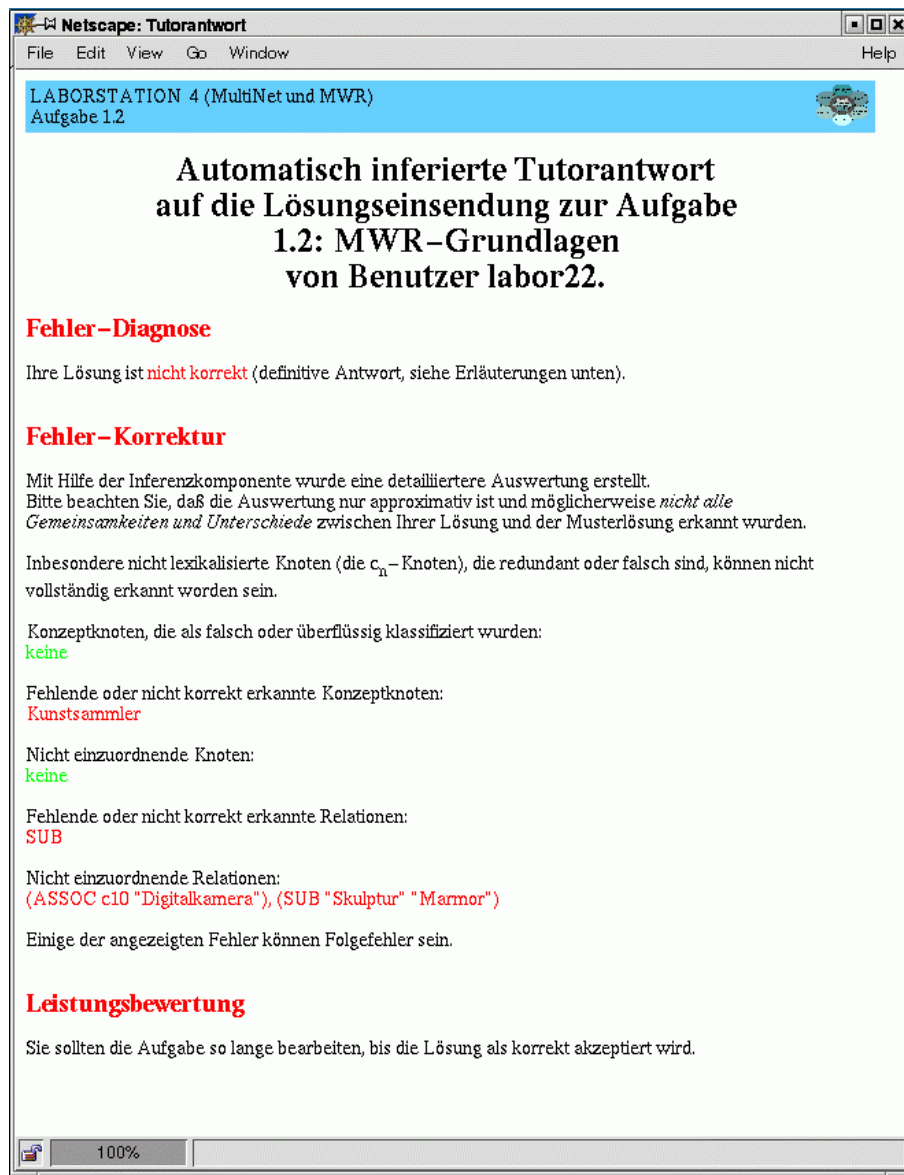 Netscape: Tutorantwort
File Edit View Go Window Help
LABORSTATION 4 (MultiNet und MWR)
Aufgabe 1.2
Automatisch inferierte Tutorantwort
auf die Lösungseinsendung zur Aufgabe
1.2: MWR-Grundlagen
von Benutzer labor22.
Fehler-Diagnose
Ihre Lösung ist nicht korrekt (definitive Antwort, siehe Erläuterungen unten).
Fehler-Korrektur
Mit Hilfe der Inferenzkomponente wurde eine detailiertere Auswertung erstellt.
Bitte beachten Sie, daß die Auswertung nur approximativ ist und möglicherweise nicht alle
Gemeinsamkeiten und Unterschiede zwischen Ihrer Lösung und der Musterlösung erkannt wurden.
Inbesondere nicht lexikalisierte Knoten (die cn-Knoten), die redundant oder falsch sind, können nicht
vollständig erkannt worden sein.
Konzeptknoten, die als falsch oder überflüssig klassifiziert wurden:
keine
Fehlende oder nicht korrekt erkannte Konzeptknoten:
Kunstsammler
Nicht einzuordnende Knoten:
keine
Fehlende oder nicht korrekt erkannte Relationen:
SUB
Nicht einzuordnende Relationen:
(ASSOC c10 "Digitalkamera"), (SUB "Skulptur" "Marmor")
Einige der angezeigten Fehler können Folgefehler sein.
Leistungsbewertung
Sie sollten die Aufgabe so lange bearbeiten, bis die Lösung als korrekt akzeptiert wird.
100%